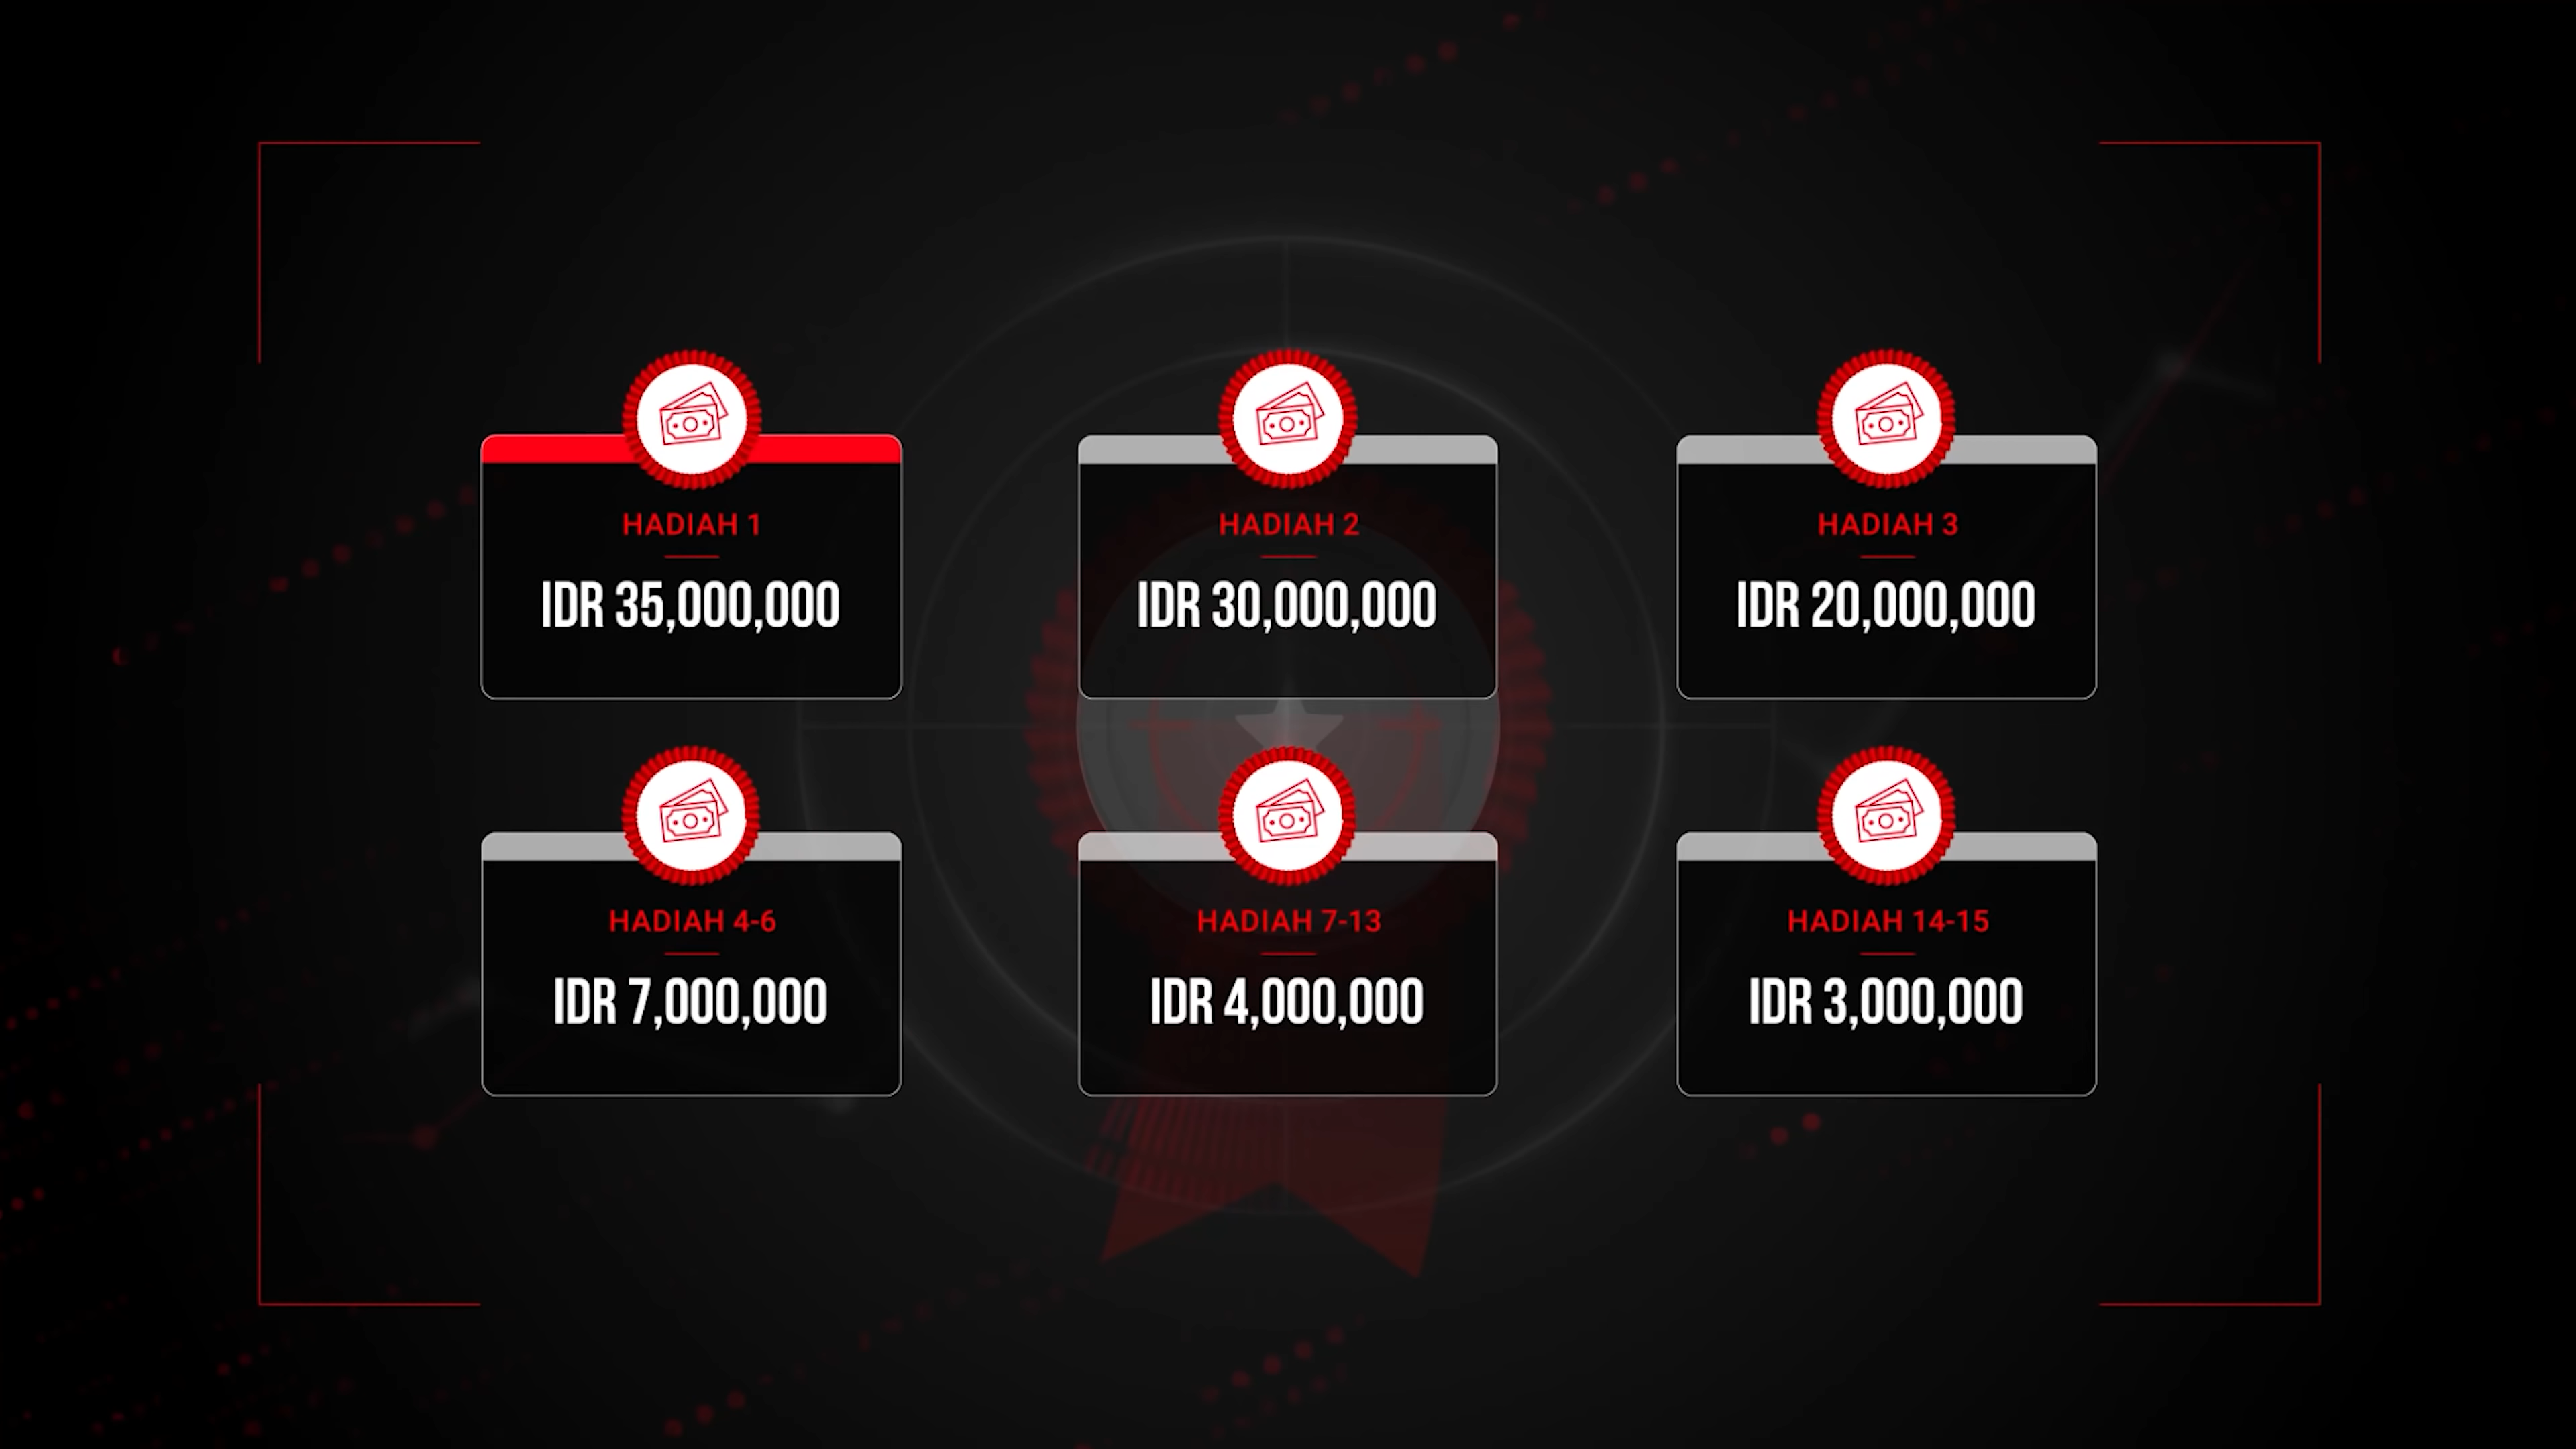 HADIAH 1
IDR 35,000,000
HADIAH 2
IDR 30,000,000
HADIAH 3
IDR 20,000,000
HADIAH 4-6
IDR 7,000,000
HADIAH 7-13
IDR 4,000,000
HADIAH 14-15
IDR 3,000,000